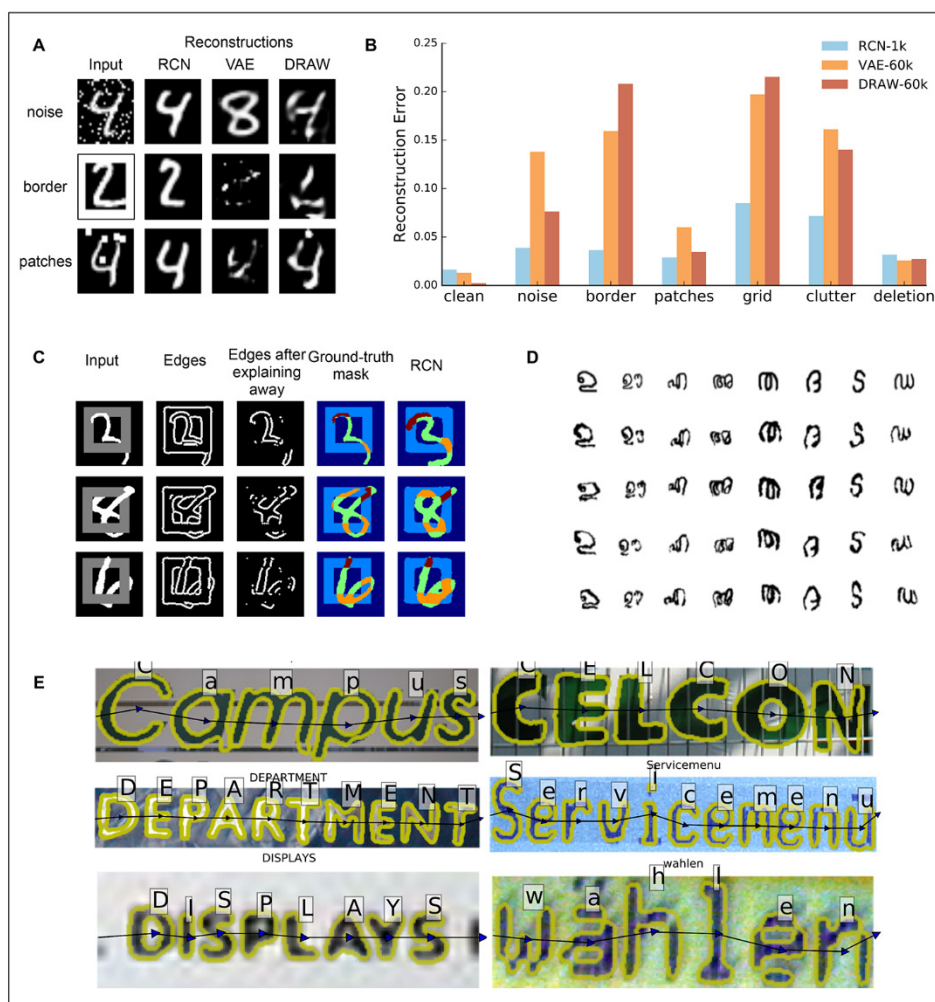 A
Reconstructions
Input RCN VAE DRAW
noise
border
patches
B
Reconstruction Error
0.25
0.20
0.15
0.10
0.05
0.00
clean noise border patches grid clutter deletion
RCN-1k
VAE-60k
DRAW-60k
C
Input Edges Edges after explaining away Ground-truth mask RCN
D
E
C a m p u s
Campus
C E L C O N
CELCON
DEPARTMENT
D E P A R T M E N T
DEPARTMENT
Servicemenu
S e r v i c e m e n u
Servicemenu
DISPLAYS
D I S P L A Y S
DISPLAYS
wahlen
w a h l e n
wahlen